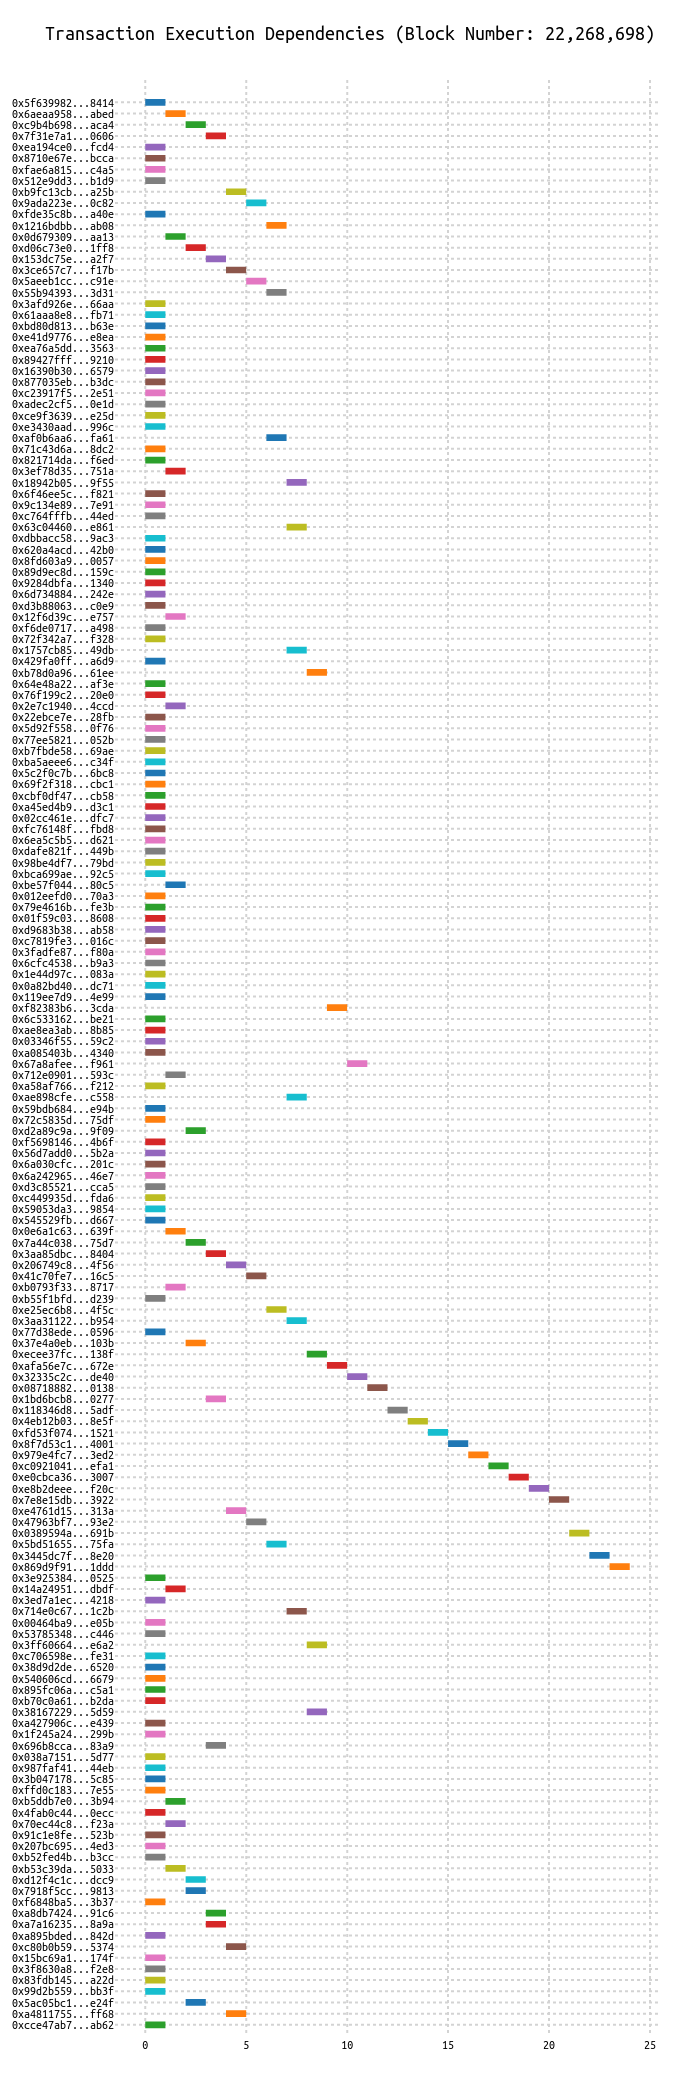 Transaction Execution Dependencies (Block Number: 22,268,698)
0x5f639982...8414
0x6aeaa958...abed
0xc9b4b698...aca4
0x7f31e7a1...0606
0xea194ce0...fcd4
0x8710e67e...bcca
0xfae6a815...c4a5
0x512e9dd3...b1d9
0xb9fc13cb...a25b
0x9ada223e...0c82
0xfde35c8b...a40e
0x1216bdbb...ab08
0x0d679309...aa13
0xd06c73e0...1ff8
0x153dc75e...a2f7
0x3ce657c7...f17b
0x5aeeb1cc...c91e
0x55b94393...3d31
0x3afd926e...66aa
0x61aaa8e8...fb71
0xbd80d813...b63e
0xe41d9776...e8ea
0xea76a5dd...3563
0x89427fff...9210
0x16390b30...6579
0x877035eb...b3dc
0xc23917f5...2e51
0xadec2cf5...0e1d
0xce9f3639...e25d
0xe3430aad...996c
0xaf0b6aa6...fa61
0x71c43d6a...8dc2
0x821714da...f6ed
0x3ef78d35...751a
0x18942b05...9f55
0x6f46ee5c...f821
0x9c134e89...7e91
0xc764fffb...44ed
0x63c04460...e861
0xdbbacc58...9ac3
0x620a4acd...42b0
0x8fd603a9...0057
0x89d9ec8d...159c
0x9284dbfa...1340
0x6d734884...242e
0xd3b88063...c0e9
0x12f6d39c...e757
0xf6de0717...a498
0x72f342a7...f328
0x1757cb85...49db
0x429fa0ff...a6d9
0xb78d0a96...61ee
0x64e48a22...af3e
0x76f199c2...20e0
0x2e7c1940...4ccd
0x22ebce7e...28fb
0x5d92f558...0f76
0x77ee5821...052b
0xb7fbde58...69ae
0xba5aeee6...c34f
0x5c2f0c7b...6bc8
0x69f2f318...cbc1
0xcbf0df47...cb58
0xa45ed4b9...d3c1
0x02cc461e...dfc7
0xfc76148f...fbd8
0x6ea5c5b5...d621
0xdafe821f...449b
0x98be4df7...79bd
0xbca699ae...92c5
0xbe57f044...80c5
0x012eefd0...70a3
0x79e4616b...fe3b
0x01f59c03...8608
0xd9683b38...ab58
0xc7819fe3...016c
0x3fadfe87...f80a
0x6cfc4538...b9a3
0x1e44d97c...083a
0x0a82bd40...dc71
0x119ee7d9...4e99
0xf82383b6...3cda
0x6c533162...be21
0xae8ea3ab...8b85
0x03346f55...59c2
0xa085403b...4340
0x67a8afee...f961
0x712e0901...593c
0xa58af766...f212
0xae898cfe...c558
0x59bdb684...e94b
0x72c5835d...75df
0xd2a89c9a...9f09
0xf5698146...4b6f
0x56d7add0...5b2a
0x6a030cfc...201c
0x6a242965...46e7
0xd3c85521...cca5
0xc449935d...fda6
0x59053da3...9854
0x545529fb...d667
0x0e6a1c63...639f
0x7a44c038...75d7
0x3aa85dbc...8404
0x206749c8...4f56
0x41c70fe7...16c5
0xb0793f33...8717
0xb55f1bfd...d239
0xe25ec6b8...4f5c
0x3aa31122...b954
0x77d38ede...0596
0x37e4a0eb...103b
0xecee37fc...138f
0xafa56e7c...672e
0x32335c2c...de40
0x08718882...0138
0x1bd6bcb8...0277
0x118346d8...5adf
0x4eb12b03...8e5f
0xfd53f074...1521
0x8f7d53c1...4001
0x979e4fc7...3ed2
0xc0921041...efa1
0xe0cbca36...3007
0xe8b2deee...f20c
0x7e8e15db...3922
0xe4761d15...313a
0x47963bf7...93e2
0x0389594a...691b
0x5bd51655...75fa
0x3445dc7f...8e20
0x869d9f91...1ddd
0x3e925384...0525
0x14a24951...dbdf
0x3ed7a1ec...4218
0x714e0c67...1c2b
0x00464ba9...e05b
0x53785348...c446
0x3ff60664...e6a2
0xc706598e...fe31
0x38d9d2de...6520
0x540606cd...6679
0x895fc06a...c5a1
0xb70c0a61...b2da
0x38167229...5d59
0xa427906c...e439
0x1f245a24...299b
0x696b8cca...83a9
0x038a7151...5d77
0x987faf41...44eb
0x3b047178...5c85
0xffd0c183...7e55
0xb5ddb7e0...3b94
0x4fab0c44...0ecc
0x70ec44c8...f23a
0x91c1e8fe...523b
0x207bc695...4ed3
0xb52fed4b...b3cc
0xb53c39da...5033
0xd12f4c1c...dcc9
0x7918f5cc...9813
0xf6848ba5...3b37
0xa8db7424...91c6
0xa7a16235...8a9a
0xa895bded...842d
0xc80b0b59...5374
0x15bc69a1...174f
0x3f8630a8...f2e8
0x83fdb145...a22d
0x99d2b559...bb3f
0x5ac05bc1...e24f
0xa4811755...ff68
0xcce47ab7...ab62
0 5 10 15 20 25